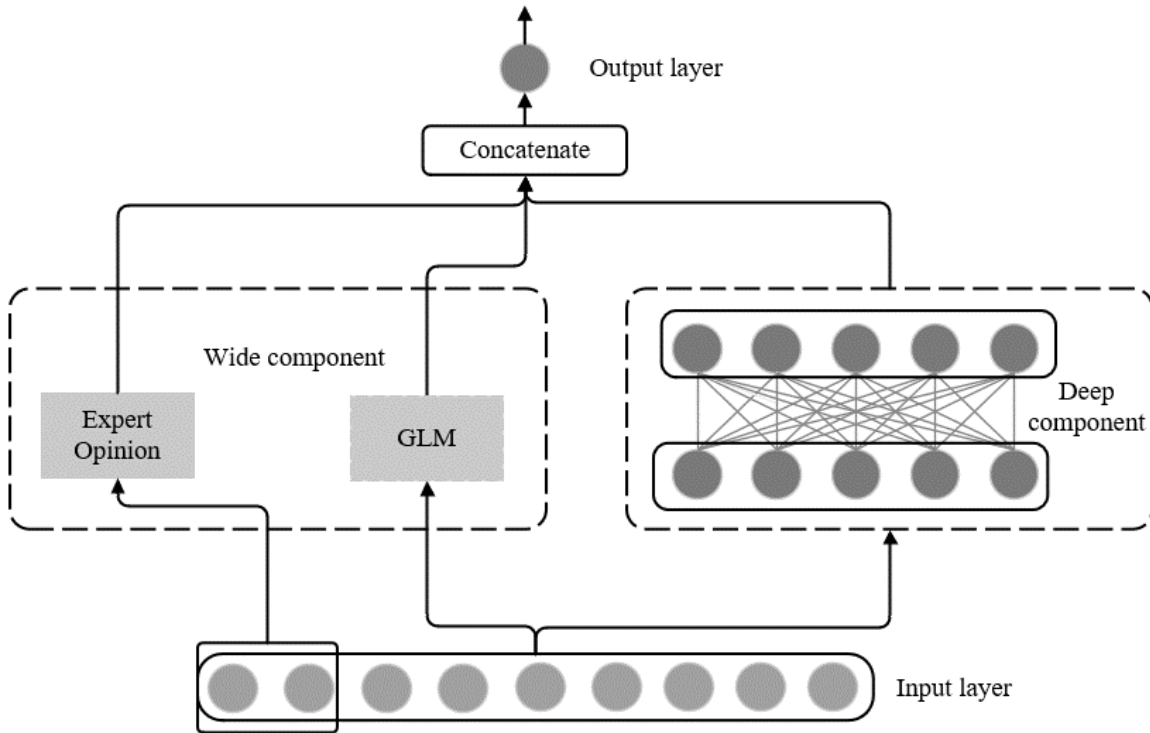 Output layer
Concatenate
Wide component
Expert
Opinion
GLM
Deep
component
Input layer